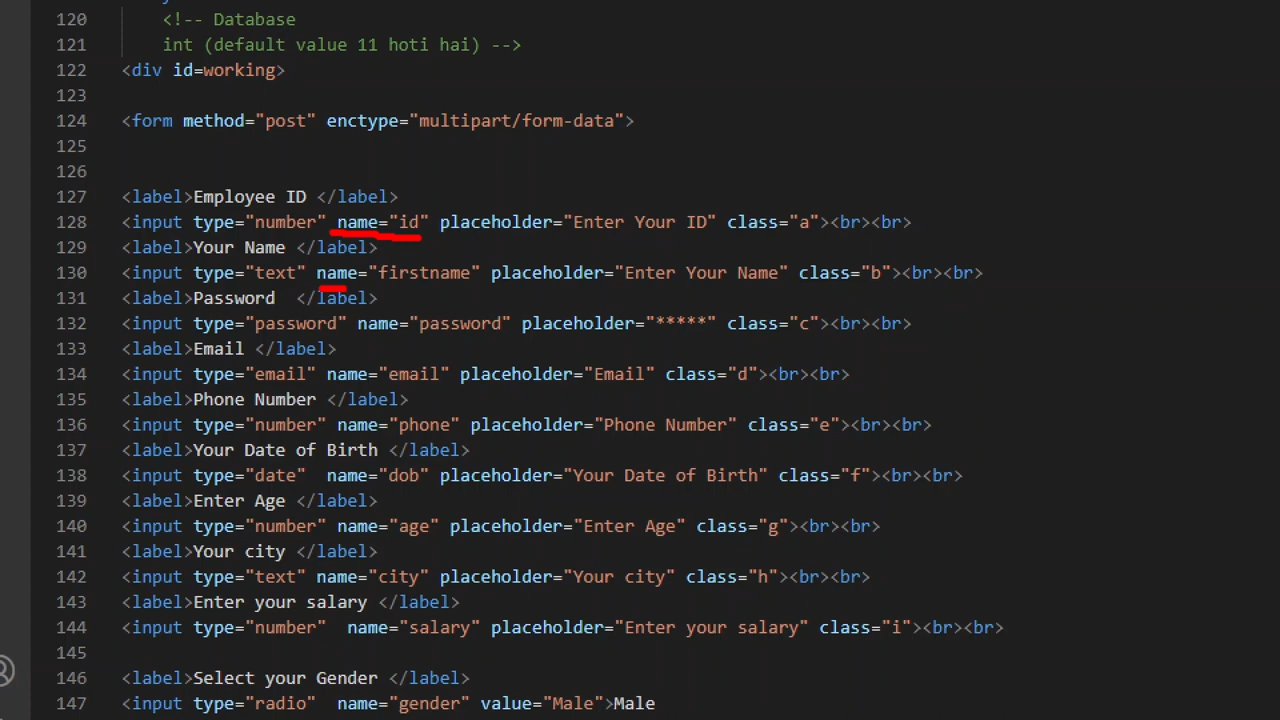 120 <!-- Database
121 int (default value 11 hoti hai) -->
122 <div id=working>
123
124 <form method="post" enctype="multipart/form-data">
125
126
127 <label>Employee ID </label>
128 <input type="number" name="id" placeholder="Enter Your ID" class="a"><br><br>
129 <label>Your Name </label>
130 <input type="text" name="firstname" placeholder="Enter Your Name" class="b"><br><br>
131 <label>Password  </label>
132 <input type="password" name="password" placeholder="*****" class="c"><br><br>
133 <label>Email </label>
134 <input type="email" name="email" placeholder="Email" class="d"><br><br>
135 <label>Phone Number </label>
136 <input type="number" name="phone" placeholder="Phone Number" class="e"><br><br>
137 <label>Your Date of Birth </label>
138 <input type="date"  name="dob" placeholder="Your Date of Birth" class="f"><br><br>
139 <label>Enter Age </label>
140 <input type="number" name="age" placeholder="Enter Age" class="g"><br><br>
141 <label>Your city </label>
142 <input type="text" name="city" placeholder="Your city" class="h"><br><br>
143 <label>Enter your salary </label>
144 <input type="number"  name="salary" placeholder="Enter your salary" class="i"><br><br>
145
146 <label>Select your Gender </label>
147 <input type="radio"  name="gender" value="Male">Male